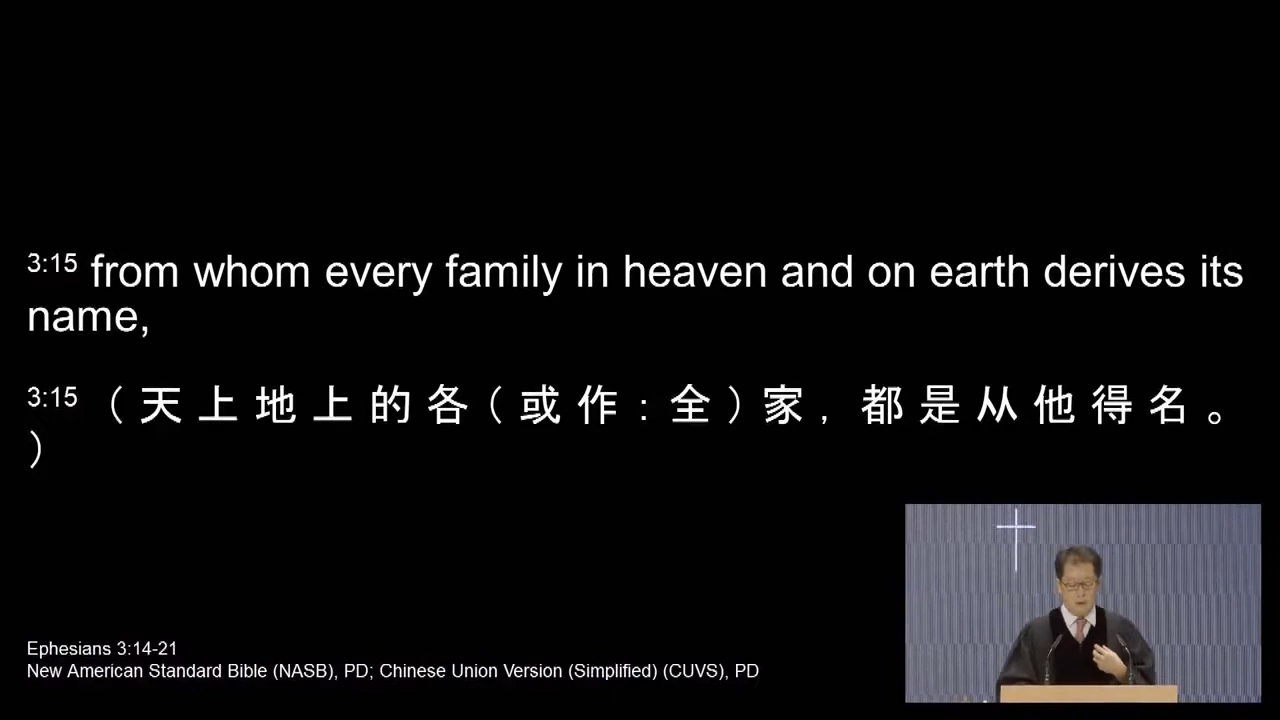 3:15 from whom every family in heaven and on earth derives its
name,
3:15 （天上地上的各（或作：全）家，都是从他得名。
）
Ephesians 3:14-21
New American Standard Bible (NASB), PD; Chinese Union Version (Simplified) (CUVS), PD